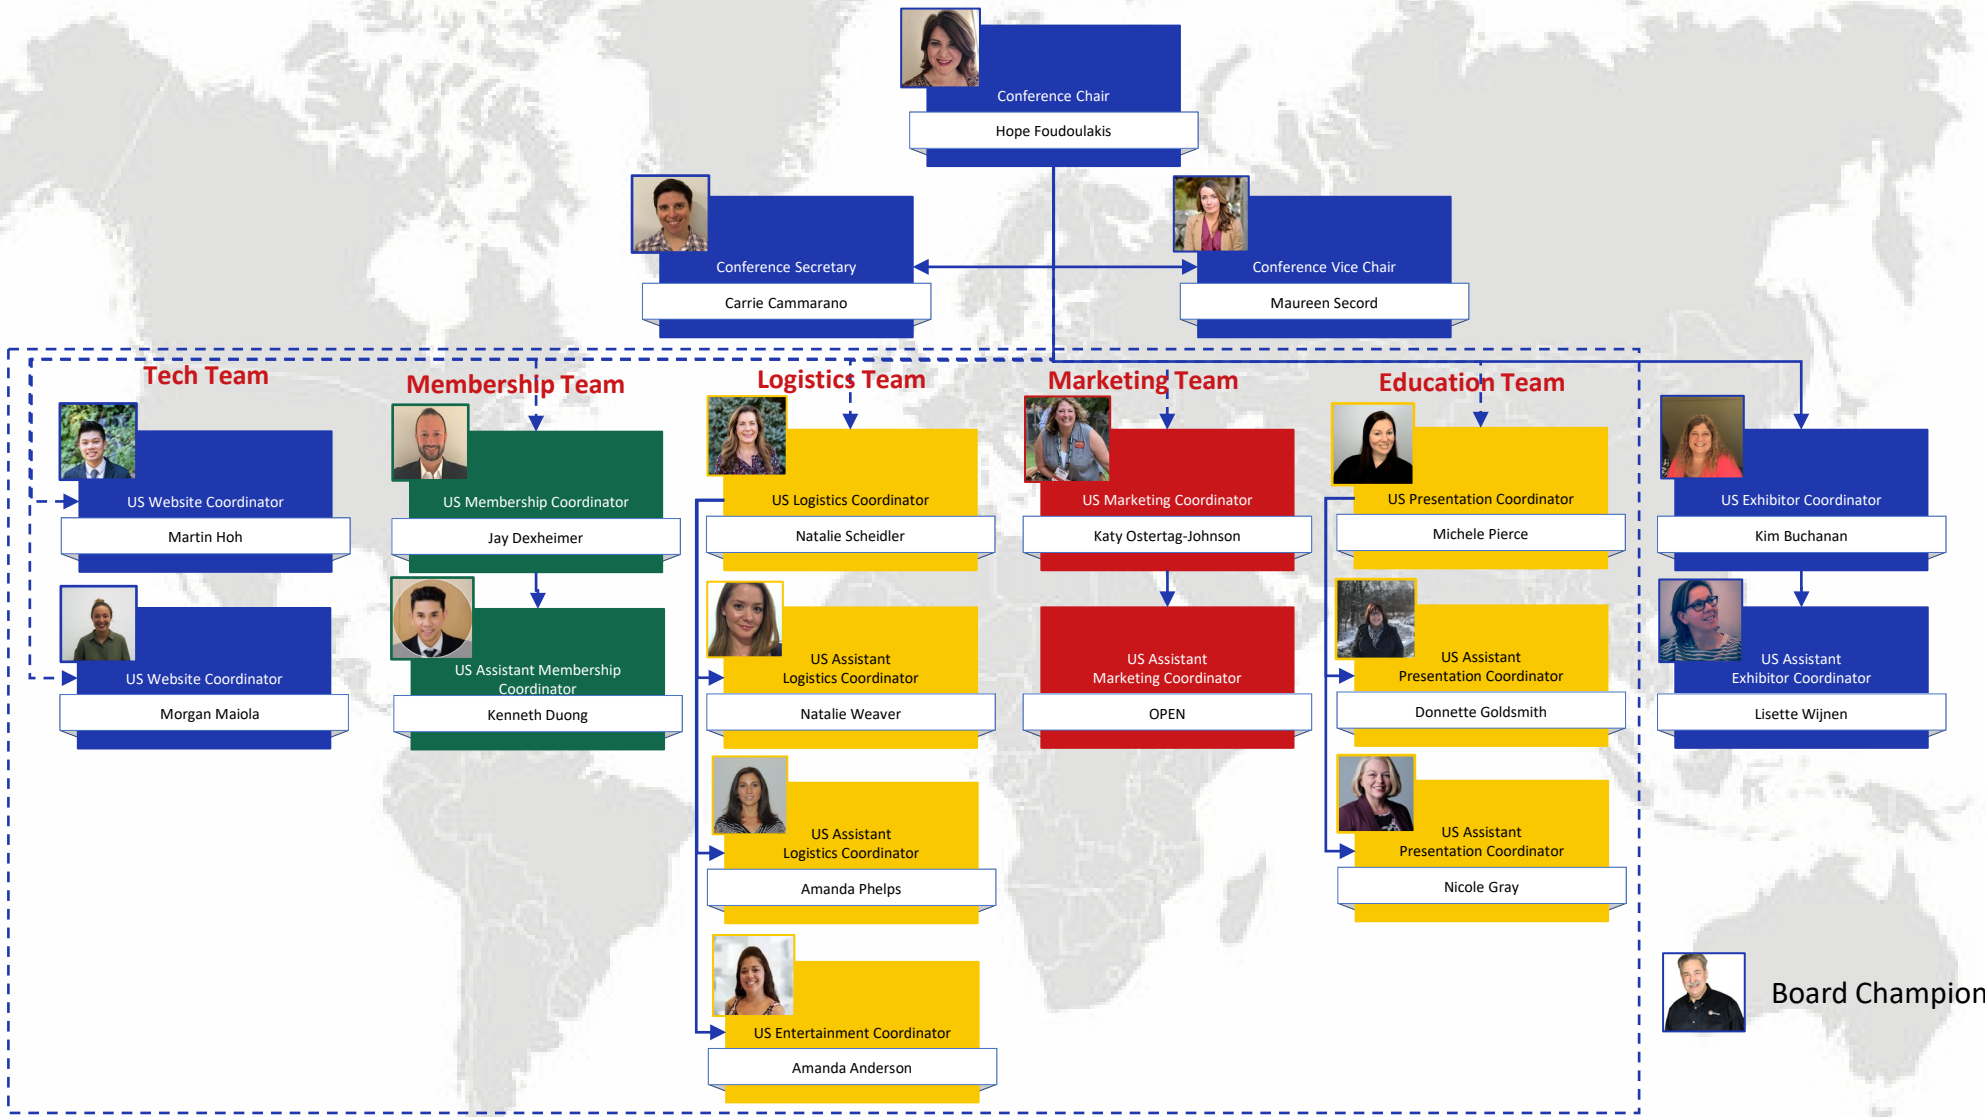 Conference Chair
Hope Foudoulakis
Conference Secretary
Carrie Cammarano
Conference Vice Chair
Maureen Secord
Tech Team
US Website Coordinator
Martin Hoh
US Website Coordinator
Morgan Maiola
Membership Team
US Membership Coordinator
Jay Dexheimer
US Assistant Membership
Coordinator
Kenneth Duong
Logistics Team
US Logistics Coordinator
Natalie Scheidler
US Assistant
Logistics Coordinator
Natalie Weaver
US Assistant
Logistics Coordinator
Amanda Phelps
US Entertainment Coordinator
Amanda Anderson
Marketing Team
US Marketing Coordinator
Katy Ostertag-Johnson
US Assistant
Marketing Coordinator
OPEN
Education Team
US Presentation Coordinator
Michele Pierce
US Assistant
Presentation Coordinator
Donnette Goldsmith
US Assistant
Presentation Coordinator
Nicole Gray
US Exhibitor Coordinator
Kim Buchanan
US Assistant
Exhibitor Coordinator
Lisette Wijnen
Board Champion